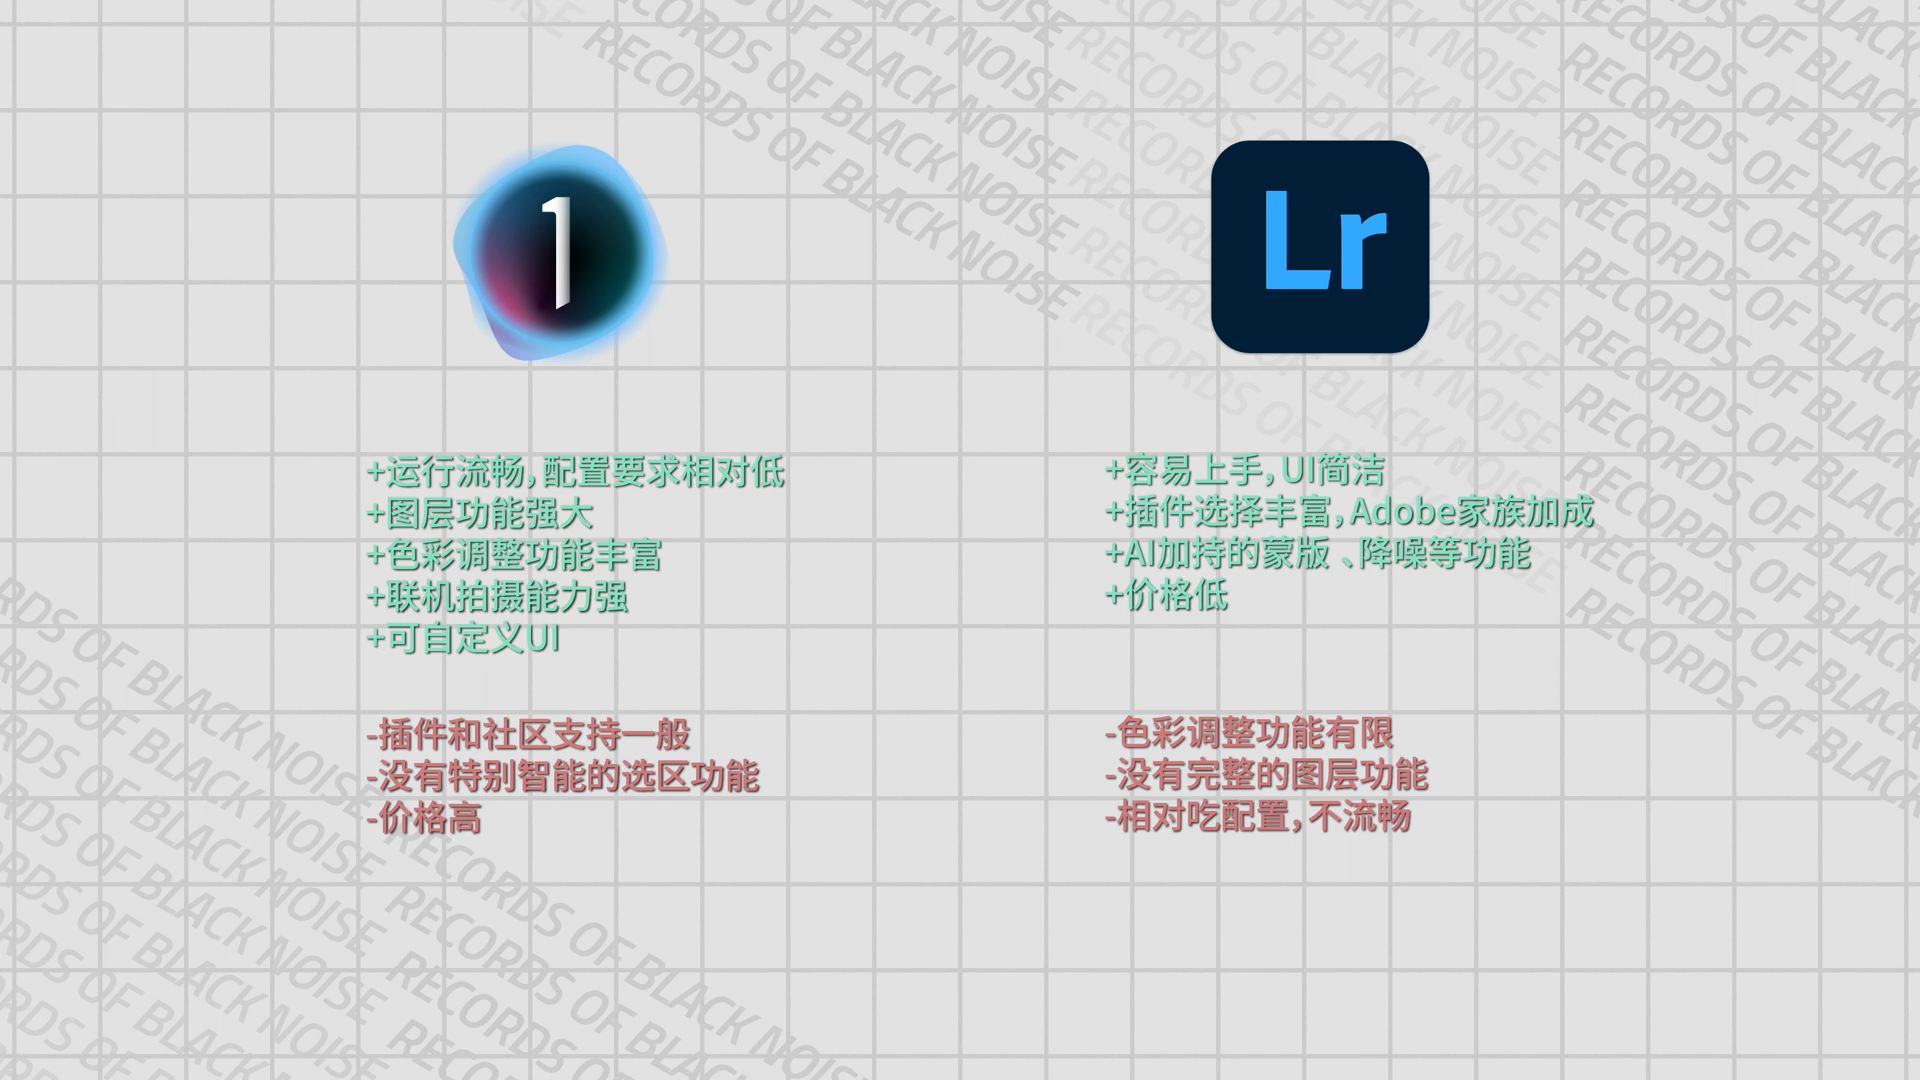 1
Lr
+运行流畅，配置要求相对低
+图层功能强大
+色彩调整功能丰富
+联机拍摄能力强
+可自定义UI
-插件和社区支持一般
-没有特别智能的选区功能
-价格高
+容易上手，UI简洁
+插件选择丰富，Adobe家族加成
+AI加持的蒙版 、降噪等功能
+价格低
-色彩调整功能有限
-没有完整的图层功能
-相对吃配置，不流畅
RECORDS OF BLACK NOISE